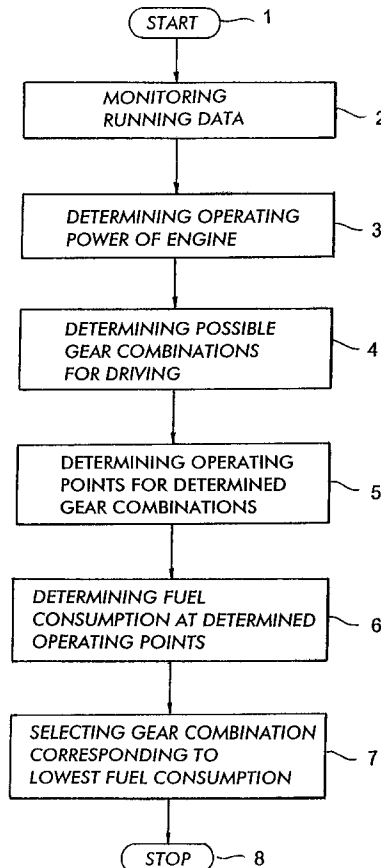 START 1
MONITORING
RUNNING DATA
2
DETERMINING OPERATING
POWER OF ENGINE
3
DETERMINING POSSIBLE
GEAR COMBINATIONS
FOR DRIVING
4
DETERMINING OPERATING
POINTS FOR DETERMINED
GEAR COMBINATIONS
5
DETERMINING FUEL
CONSUMPTION AT DETERMINED
OPERATING POINTS
6
SELECTING GEAR COMBINATION
CORRESPONDING TO
LOWEST FUEL CONSUMPTION
7
STOP 8